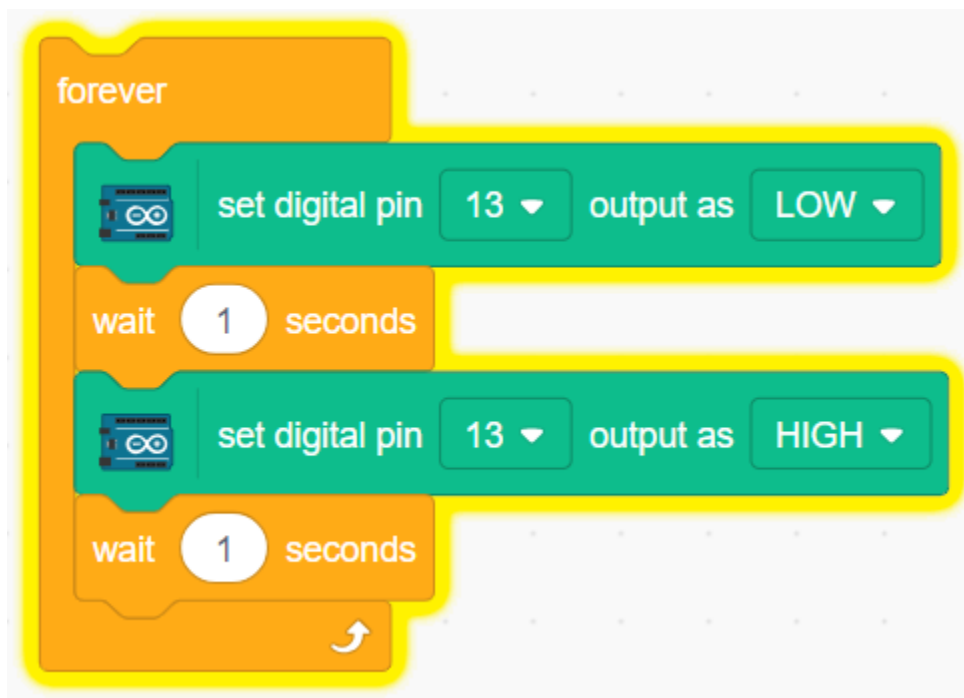 forever
set digital pin 13 output as LOW
wait 1 seconds
set digital pin 13 output as HIGH
wait 1 seconds